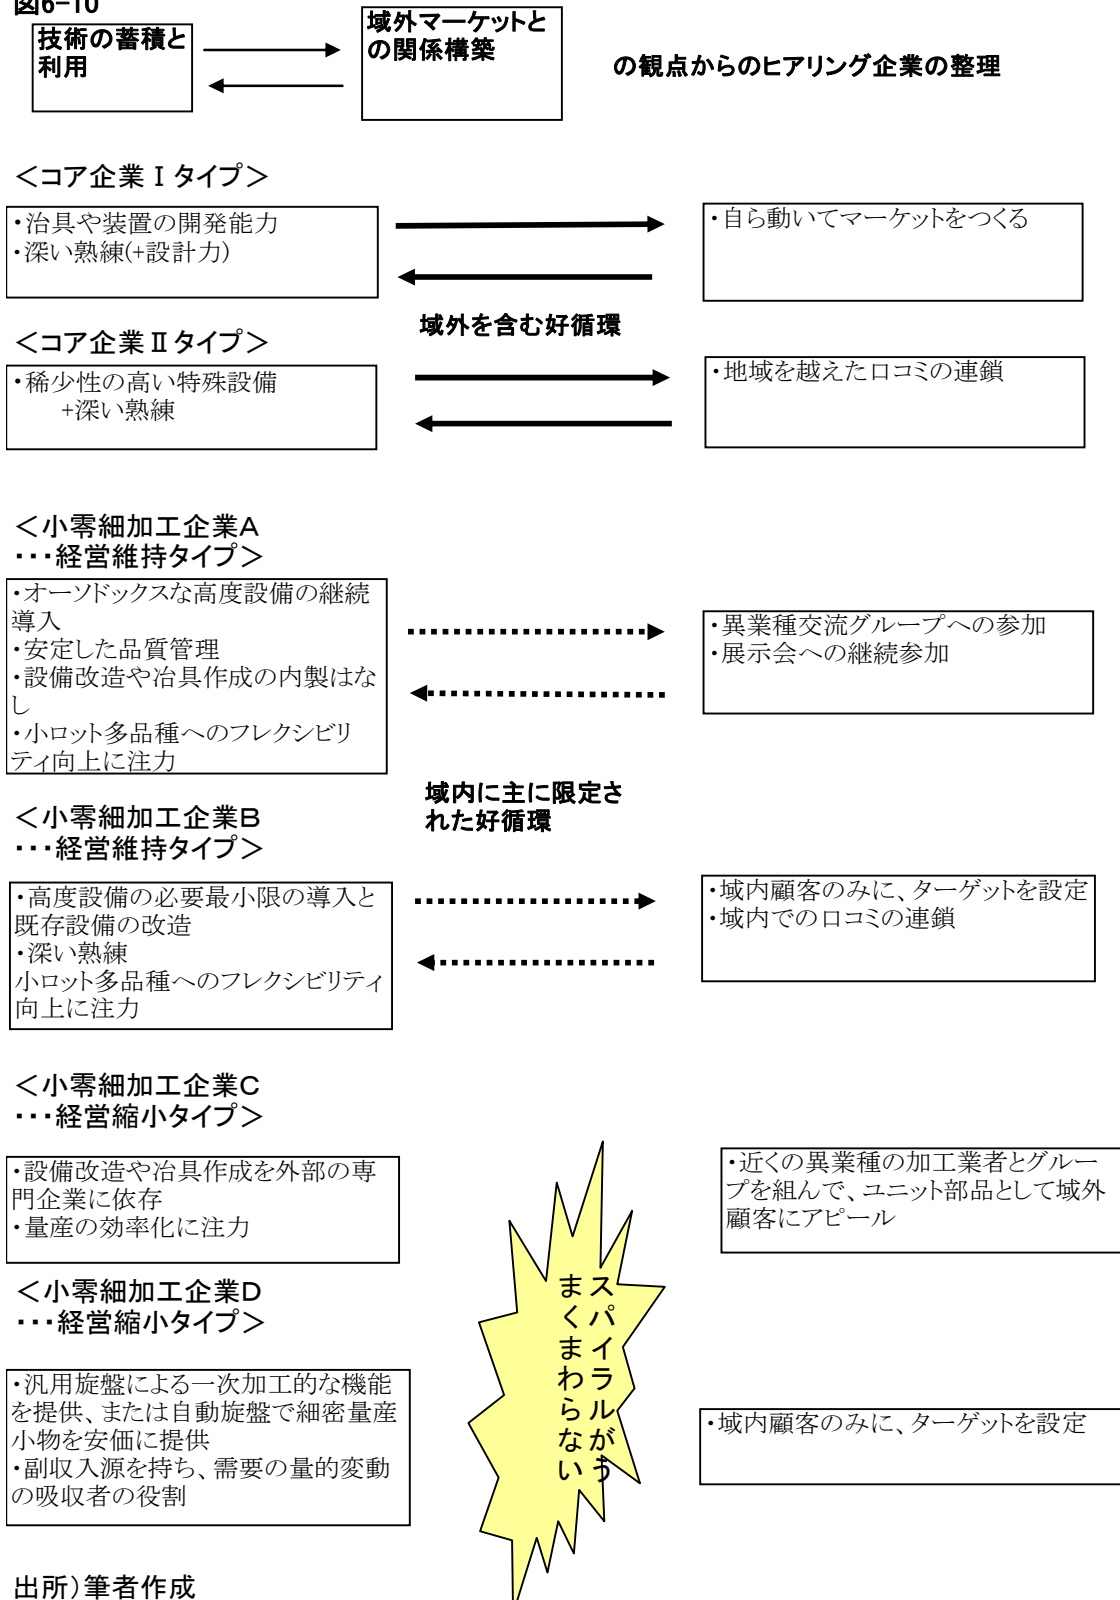 図6-10
技術の蓄積と
利用
域外マーケットと
の関係構築
の観点からのヒアリング企業の整理
＜コア企業Ⅰタイプ＞
・治具や装置の開発能力
・深い熟練(+設計力)
・自ら動いてマーケットをつくる
域外を含む好循環
＜コア企業Ⅱタイプ＞
・稀少性の高い特殊設備
+深い熟練
・地域を越えた口コミの連鎖
＜小零細加工企業A
・・・経営維持タイプ＞
・オーソドックスな高度設備の継続
導入
・安定した品質管理
・設備改造や冶具作成の内製はな
し
・小ロット多品種へのフレクシビリ
ティ向上に注力
・異業種交流グループへの参加
・展示会への継続参加
域内に主に限定さ
れた好循環
＜小零細加工企業B
・・・経営維持タイプ＞
・高度設備の必要最小限の導入と
既存設備の改造
・深い熟練
小ロット多品種へのフレクシビリティ
向上に注力
・域内顧客のみに、ターゲットを設定
・域内での口コミの連鎖
＜小零細加工企業C
・・・経営縮小タイプ＞
・設備改造や冶具作成を外部の専
門企業に依存
・量産の効率化に注力
・近くの異業種の加工業者とグルー
プを組んで、ユニット部品として域外
顧客にアピール
スパイラルがう
まくまわらない
＜小零細加工企業D
・・・経営縮小タイプ＞
・汎用旋盤による一次加工的な機能
を提供、または自動旋盤で細密量産
小物を安価に提供
・副収入源を持ち、需要の量的変動
の吸収者の役割
・域内顧客のみに、ターゲットを設定
出所）筆者作成